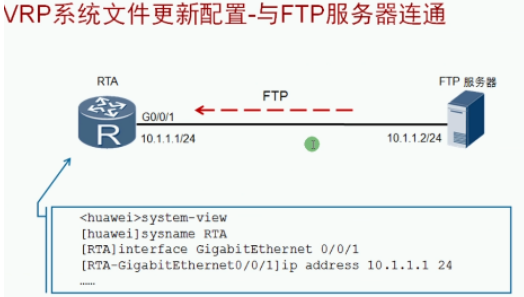 VRP系统文件更新配置-与FTP服务器连通
RTA
FTP 服务器
FTP
G0/0/1
R
10.1.1.1/24
10.1.1.2/24
<huawei>system-view
[huawei]sysname RTA
[RTA]interface GigabitEthernet 0/0/1
[RTA-GigabitEthernet0/0/1]ip address 10.1.1.1 24
……